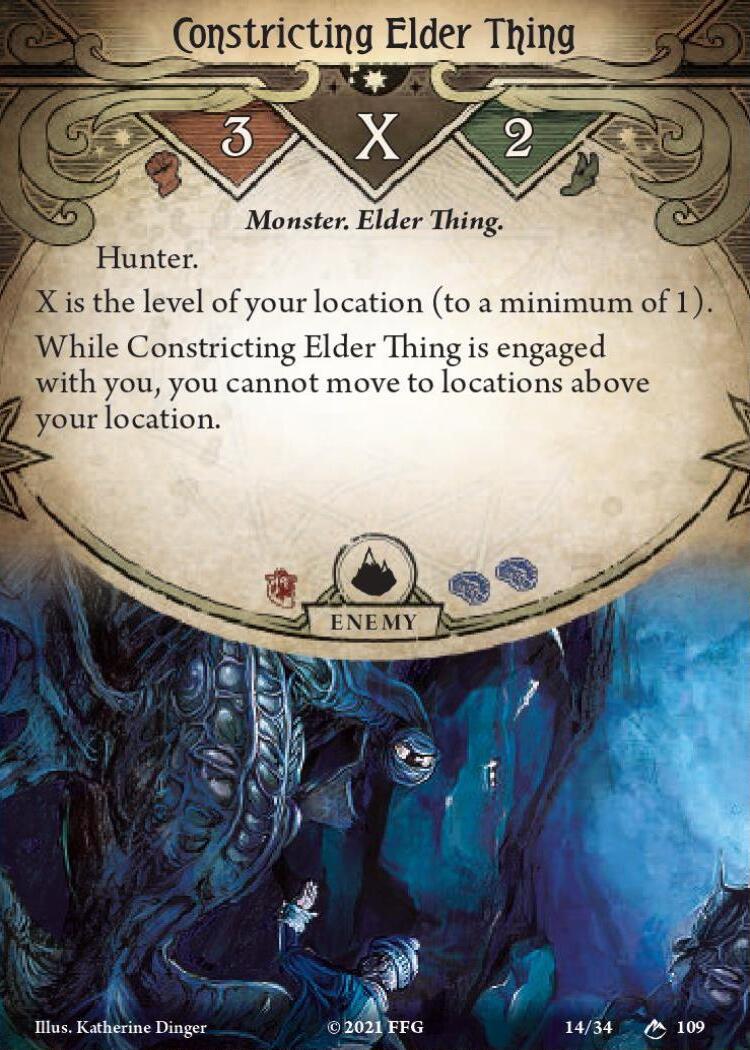 Constricting Elder Thing
3 X 2
Monster. Elder Thing.
Hunter.
X is the level of your location (to a minimum of 1).
While Constricting Elder Thing is engaged
with you, you cannot move to locations above
your location.
ENEMY
Illus. Katherine Dinger © 2021 FFG 14/34 109